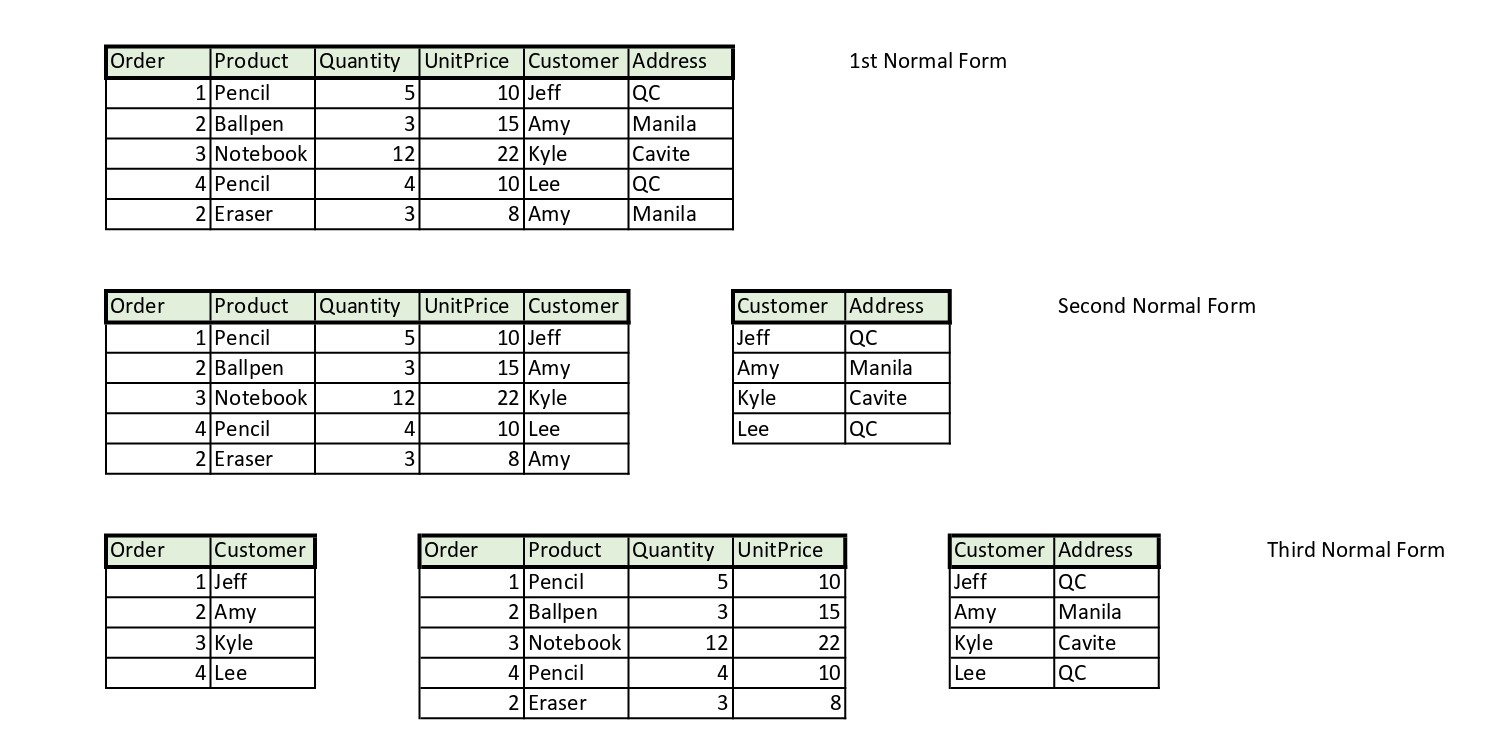 Order Product Quantity UnitPrice Customer Address 1st Normal Form
1 Pencil 5 10 Jeff QC
2 Ballpen 3 15 Amy Manila
3 Notebook 12 22 Kyle Cavite
4 Pencil 4 10 Lee QC
2 Eraser 3 8 Amy Manila
Order Product Quantity UnitPrice Customer Customer Address Second Normal Form
1 Pencil 5 10 Jeff Jeff QC
2 Ballpen 3 15 Amy Amy Manila
3 Notebook 12 22 Kyle Kyle Cavite
4 Pencil 4 10 Lee Lee QC
2 Eraser 3 8 Amy
Order Customer Order Product Quantity UnitPrice Customer Address Third Normal Form
1 Jeff 1 Pencil 5 10 Jeff QC
2 Amy 2 Ballpen 3 15 Amy Manila
3 Kyle 3 Notebook 12 22 Kyle Cavite
4 Lee 4 Pencil 4 10 Lee QC
2 Eraser 3 8